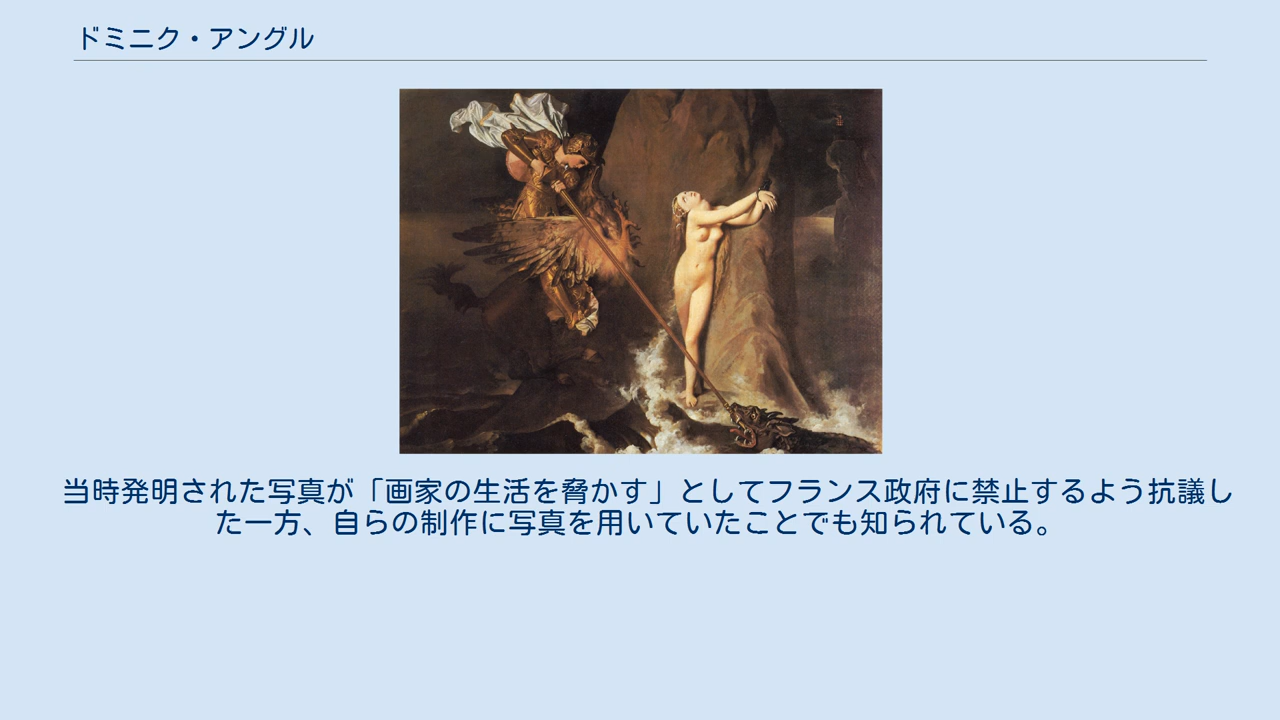 ドミニク・アングル
当時発明された写真が「画家の生活を脅かす」としてフランス政府に禁止するよう抗議し
た一方、自らの制作に写真を用いていたことでも知られている。